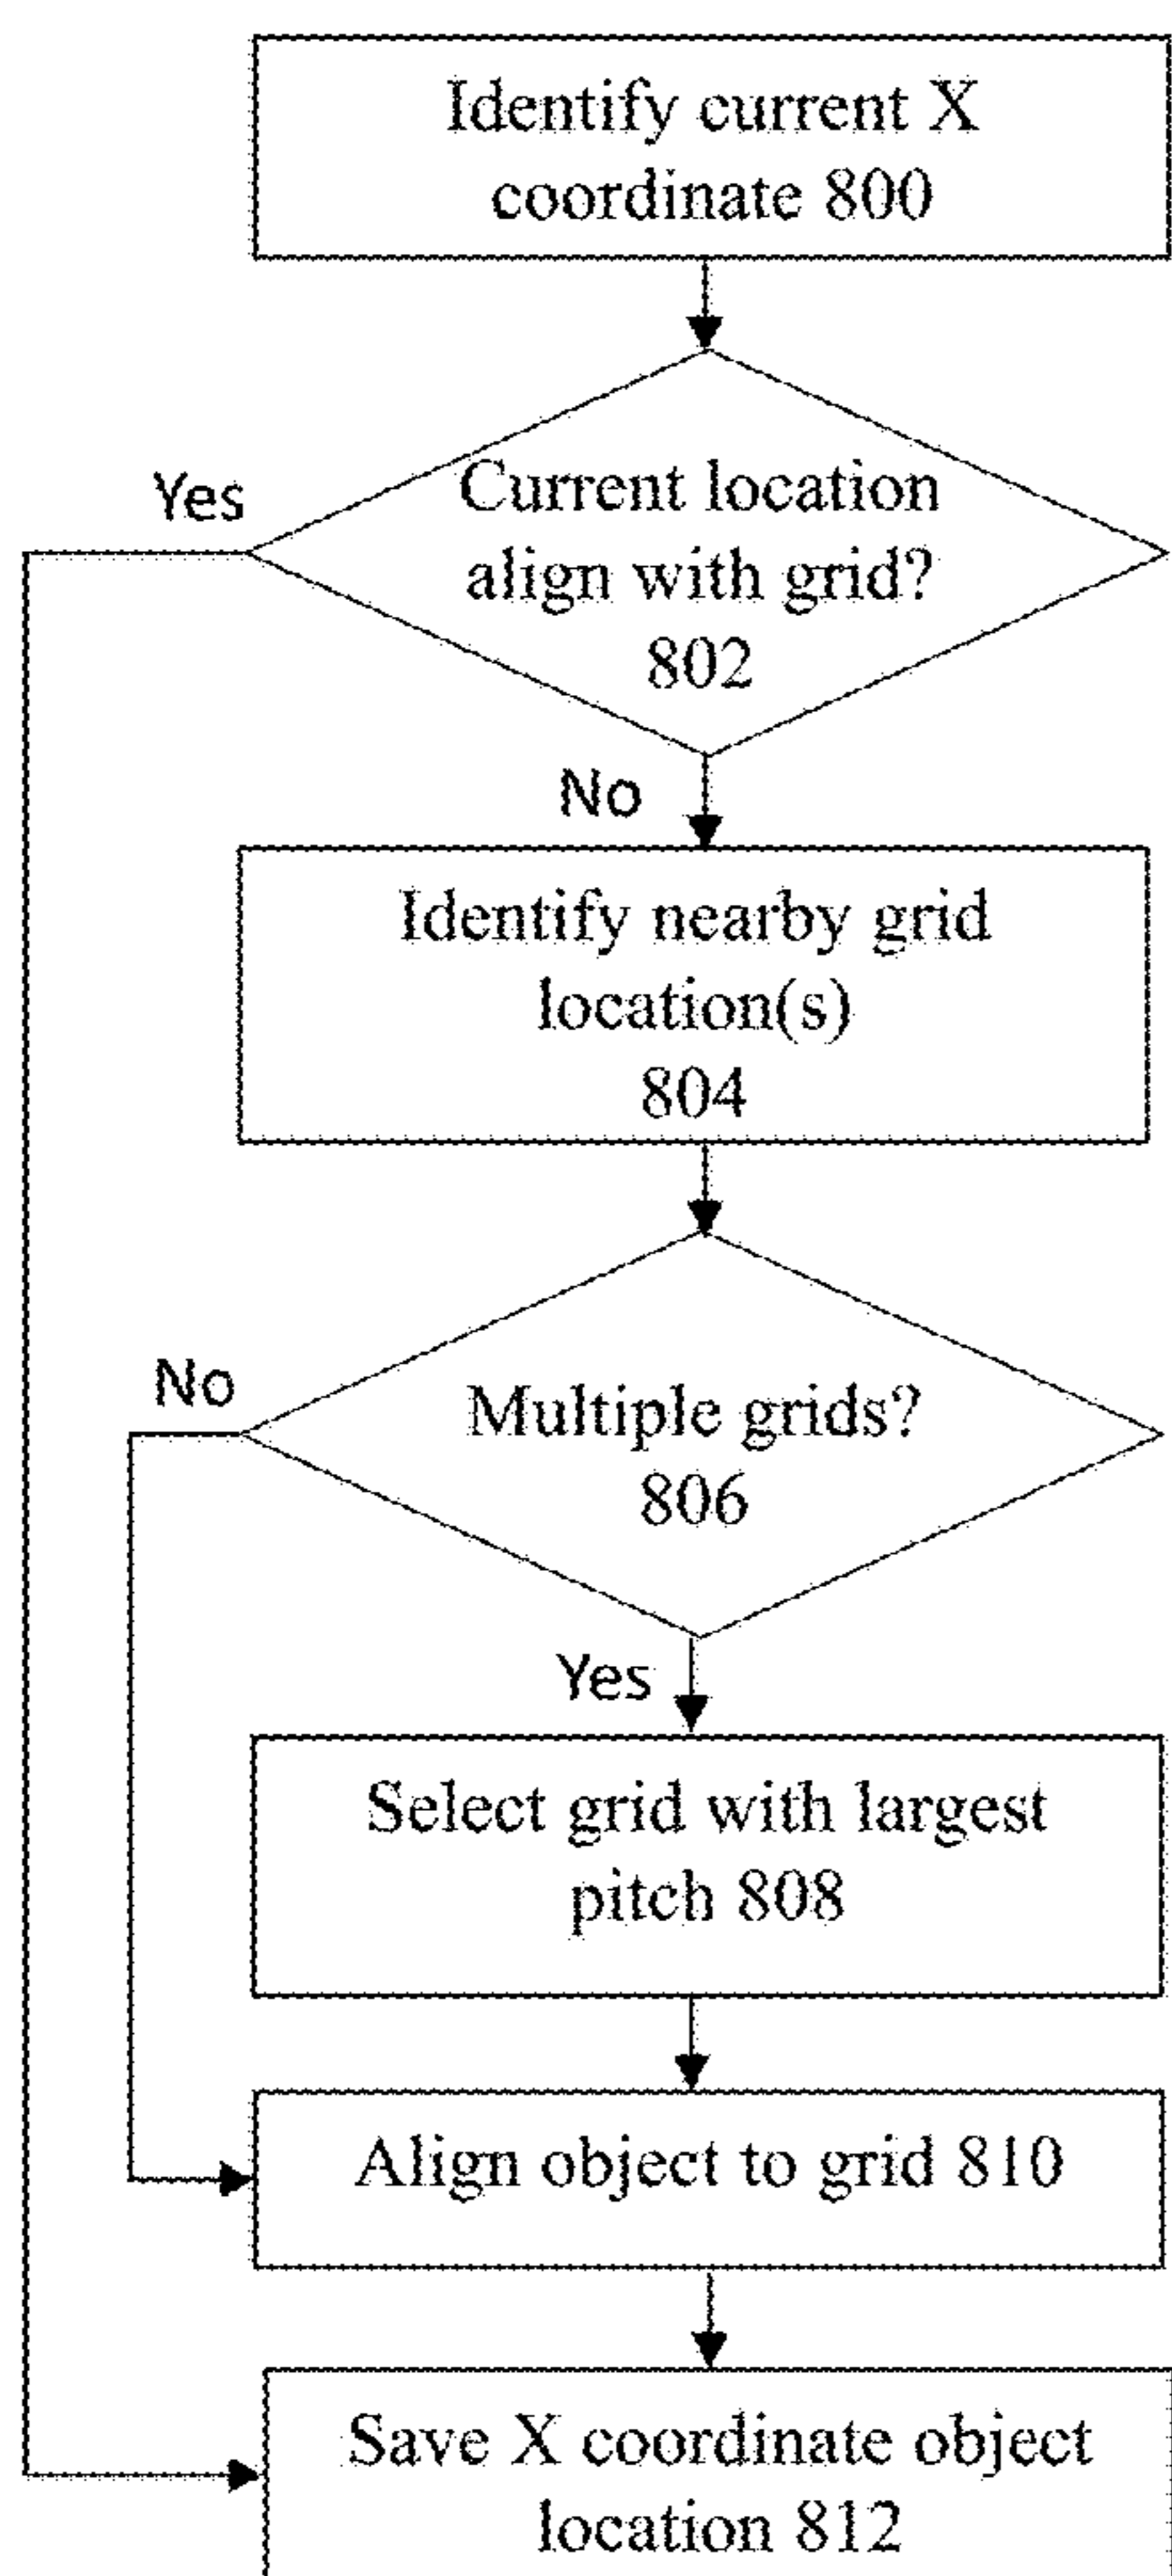 Identify current X
coordinate 800
Yes
Current location
align with grid?
802
No
Identify nearby grid
location(s)
804
No
Multiple grids?
806
Yes
Select grid with largest
pitch 808
Align object to grid 810
Save X coordinate object
location 812